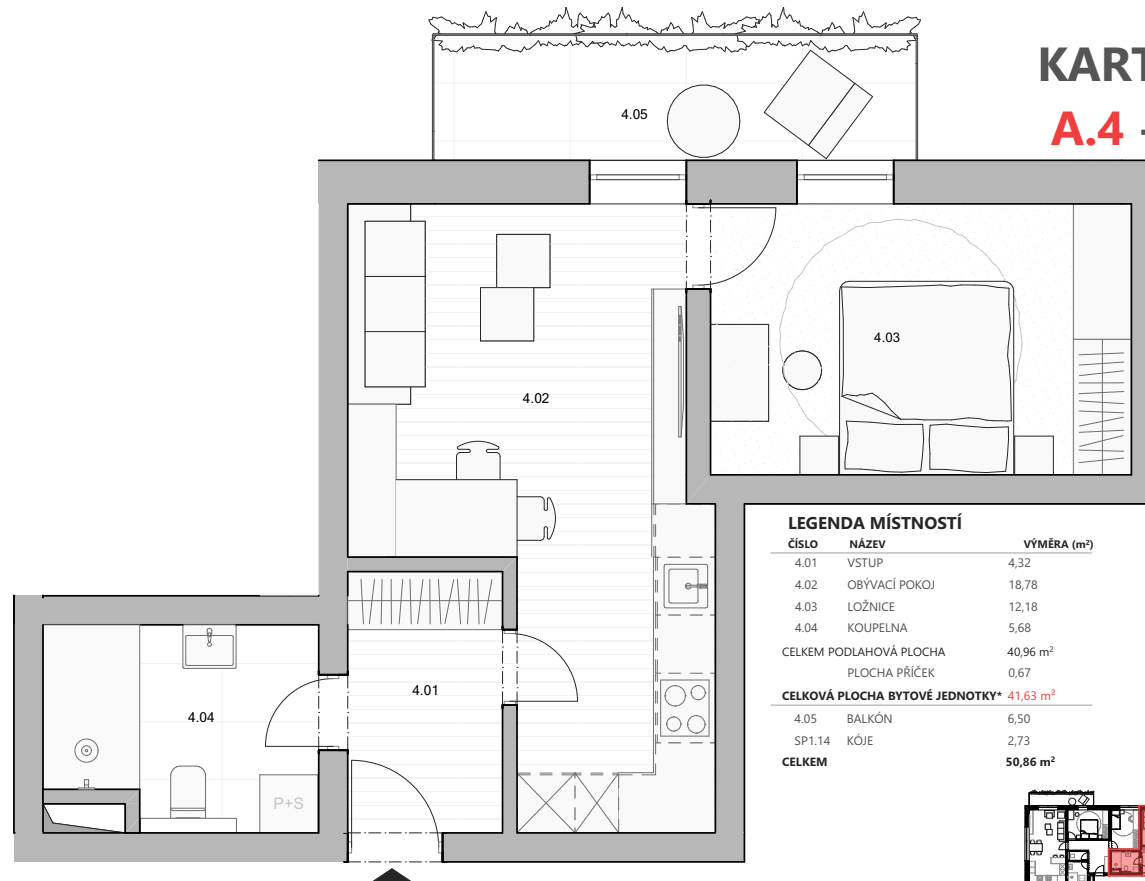 KART
A.4 -
4.05
4.03
4.02
4.01
4.04
P+S
LEGENDA MÍSTNOSTÍ
ČÍSLO NÁZEV VÝMĚRA (m²)
4.01 VSTUP 4,32
4.02 OBÝVACÍ POKOJ 18,78
4.03 LOŽNICE 12,18
4.04 KOUPELNA 5,68
CELKEM PODLAHOVÁ PLOCHA 40,96 m²
PLOCHA PŘÍČEK 0,67
CELKOVÁ PLOCHA BYTOVÉ JEDNOTKY* 41,63 m²
4.05 BALKÓN 6,50
SP1.14 KÓJE 2,73
CELKEM 50,86 m²